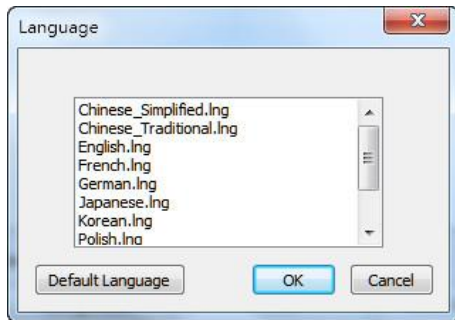 Language
Chinese_Simplified.lng
Chinese_Traditional.lng
English.lng
French.lng
German.lng
Japanese.lng
Korean.lng
Polish.lng
Default Language
OK
Cancel